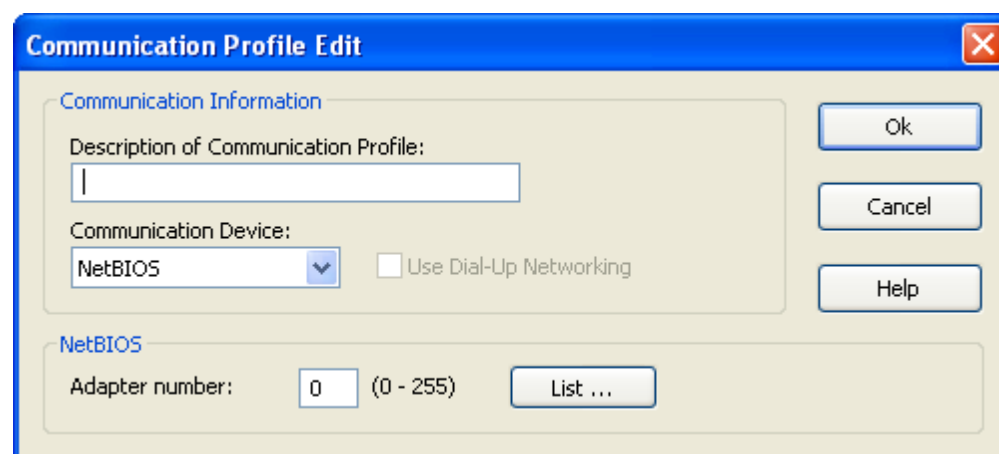 Communication Profile Edit
Communication Information
Description of Communication Profile:
Communication Device:
NetBIOS
Use Dial-Up Networking
Ok
Cancel
Help
NetBIOS
Adapter number: 0 (0 - 255) List ...